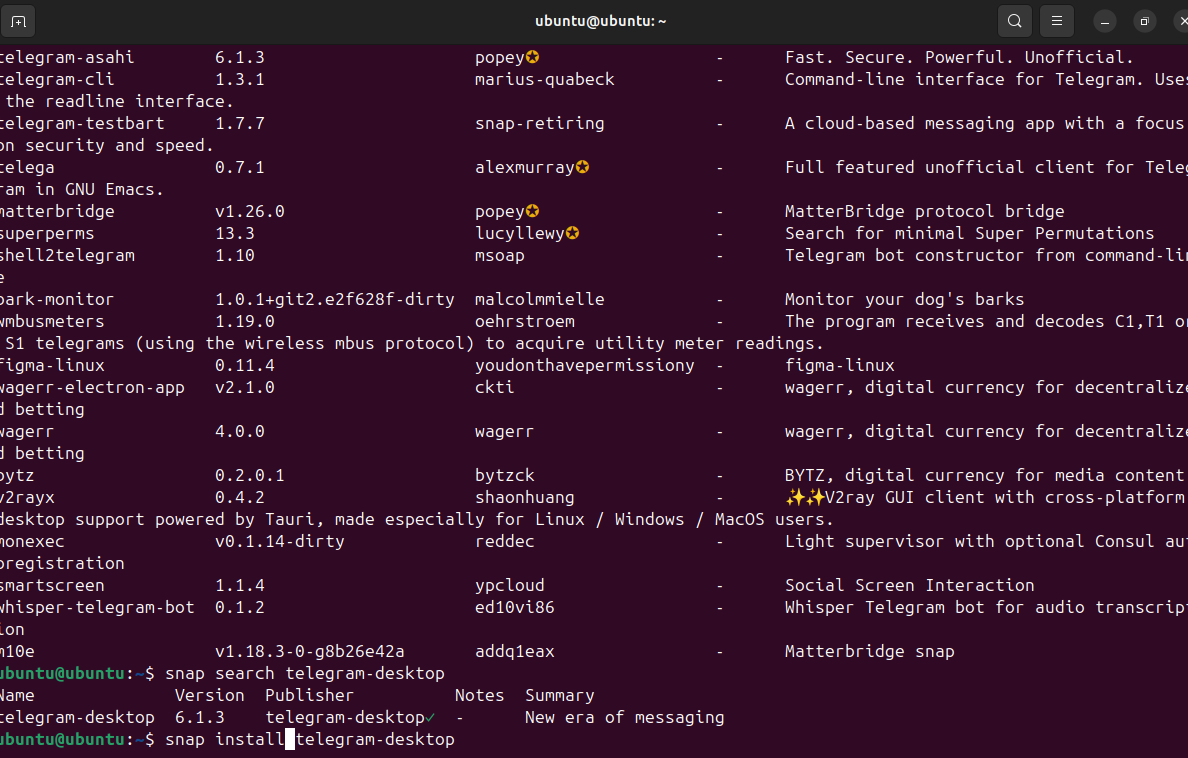 ubuntu@ubuntu: ~
telegram-asahi 6.1.3 popey✪ - Fast. Secure. Powerful. Unofficial.
telegram-cli 1.3.1 marius-quabeck - Command-line interface for Telegram. Uses
the readline interface.
telegram-testbart 1.7.7 snap-retiring - A cloud-based messaging app with a focus
on security and speed.
telega 0.7.1 alexmurray✪ - Full featured unofficial client for Teleg
ram in GNU Emacs.
matterbridge v1.26.0 popey✪ - MatterBridge protocol bridge
superperms 13.3 lucyllewy✪ - Search for minimal Super Permutations
shell2telegram 1.10 msoap - Telegram bot constructor from command-lin
e
bark-monitor 1.0.1+git2.e2f628f-dirty malcolmmielle - Monitor your dog's barks
wmbusmeters 1.19.0 oehrstroem - The program receives and decodes C1,T1 or
S1 telegrams (using the wireless mbus protocol) to acquire utility meter readings.
figma-linux 0.11.4 youdonthavepermissiony - figma-linux
wagerr-electron-app v2.1.0 ckti - wagerr, digital currency for decentralize
d betting
wagerr 4.0.0 wagerr - wagerr, digital currency for decentralize
d betting
bytz 0.2.0.1 bytzck - BYTZ, digital currency for media content
v2rayx 0.4.2 shaonhuang - ✨✨V2ray GUI client with cross-platform
desktop support powered by Tauri, made especially for Linux / Windows / MacOS users.
monexec v0.1.14-dirty reddec - Light supervisor with optional Consul aut
oregistration
smartscreen 1.1.4 ypcloud - Social Screen Interaction
whisper-telegram-bot 0.1.2 ed10vi86 - Whisper Telegram bot for audio transcript
ion
m10e v1.18.3-0-g8b26e42a addq1eax - Matterbridge snap
ubuntu@ubuntu:~$ snap search telegram-desktop
Name Version Publisher Notes Summary
telegram-desktop 6.1.3 telegram-desktop✓ - New era of messaging
ubuntu@ubuntu:~$ snap install telegram-desktop